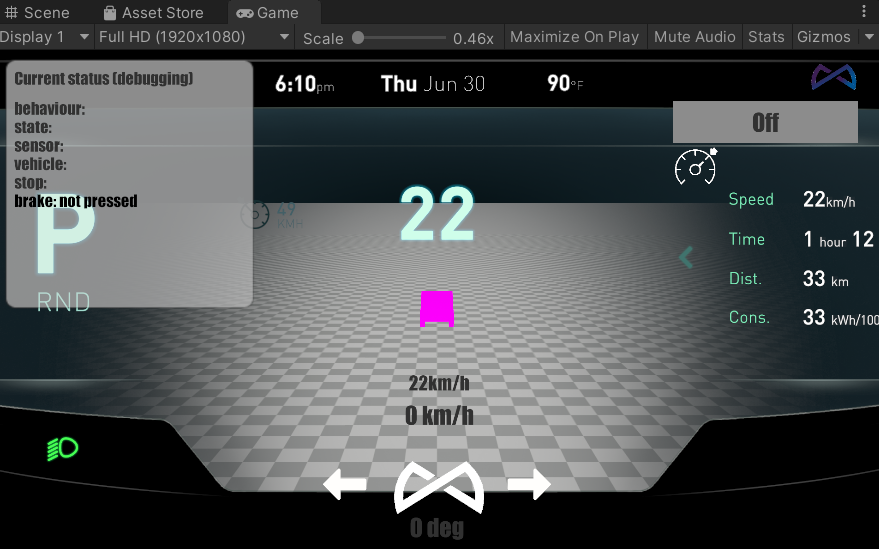 Scene Asset Store Game
Display 1 Full HD (1920x1080) Scale 0.46x Maximize On Play Mute Audio Stats Gizmos
Current status (debugging)
behaviour:
state:
sensor:
vehicle:
stop:
brake: not pressed
P
RND
6:10pm Thu Jun 30 90°F
Off
49
KMH
22
Speed 22km/h
Time 1 hour 12
Dist. 33 km
Cons. 33 kWh/100
22km/h
0 km/h
0 deg